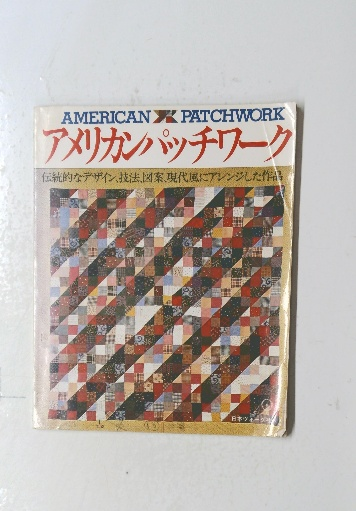 AMERICAN PATCHWORK
アメリカンパッチワーク
伝統的なデザイン、技法、図案、現代風にアレンジした作品